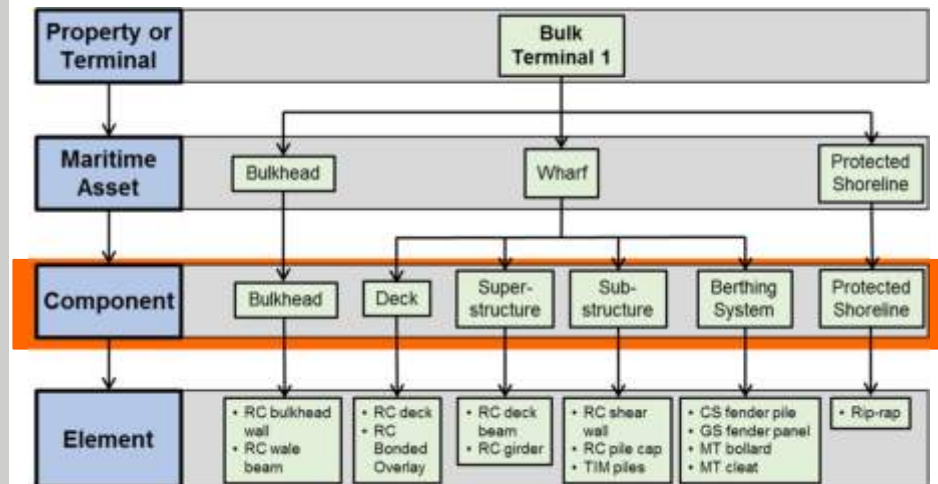 Property or
Terminal
Bulk
Terminal 1
Maritime
Asset
Bulkhead
Wharf
Protected
Shoreline
Component
Bulkhead
Deck
Super-
structure
Sub-
structure
Berthing
System
Protected
Shoreline
Element
• RC bulkhead
wall
• RC wale
beam
• RC deck
• RC
Bonded
Overlay
• RC deck
beam
• RC girder
• RC shear
wall
• RC pile cap
• TIM piles
• CS fender pile
• GS fender panel
• MT bollard
• MT cleat
• Rip-rap